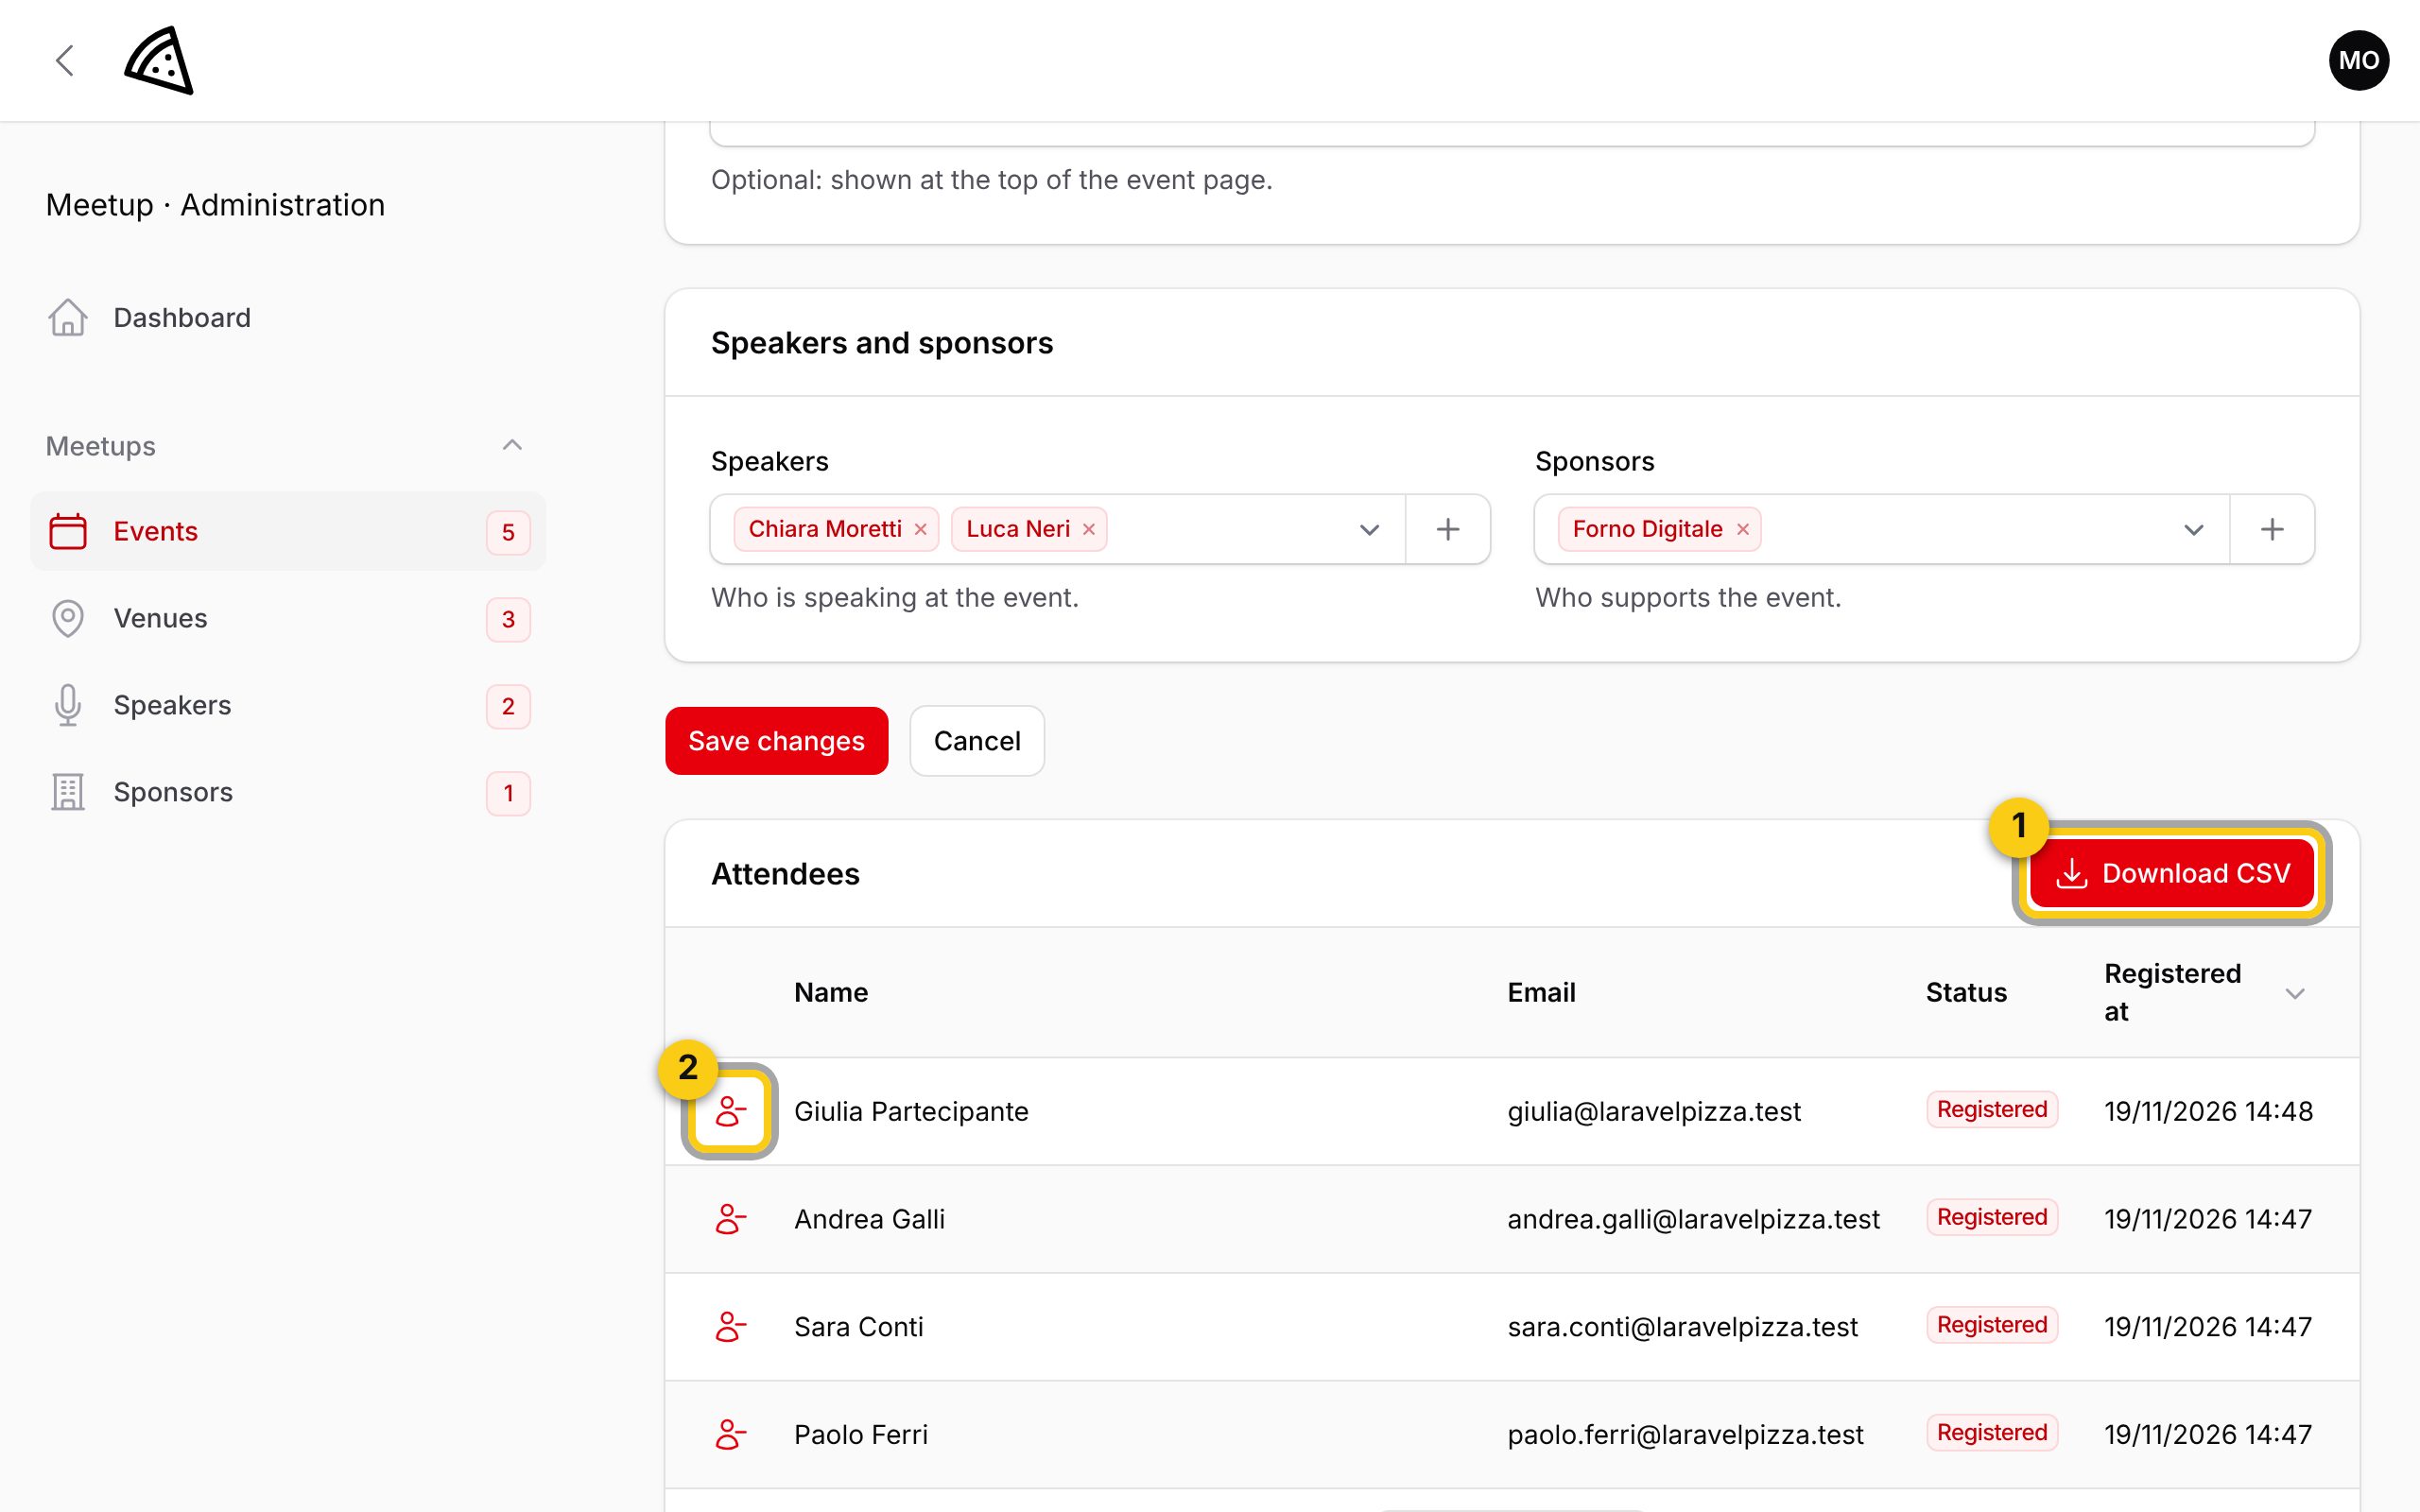 MO
Optional: shown at the top of the event page.
Meetup · Administration
Dashboard
Meetups
Events 5
Venues 3
Speakers 2
Sponsors 1
Speakers and sponsors
Speakers
Chiara Moretti × Luca Neri ×
Who is speaking at the event.
Sponsors
Forno Digitale ×
Who supports the event.
Save changes
Cancel
Attendees
1
Download CSV
Name Email Status Registered at
2
Giulia Partecipante giulia@laravelpizza.test Registered 19/11/2026 14:48
Andrea Galli andrea.galli@laravelpizza.test Registered 19/11/2026 14:47
Sara Conti sara.conti@laravelpizza.test Registered 19/11/2026 14:47
Paolo Ferri paolo.ferri@laravelpizza.test Registered 19/11/2026 14:47